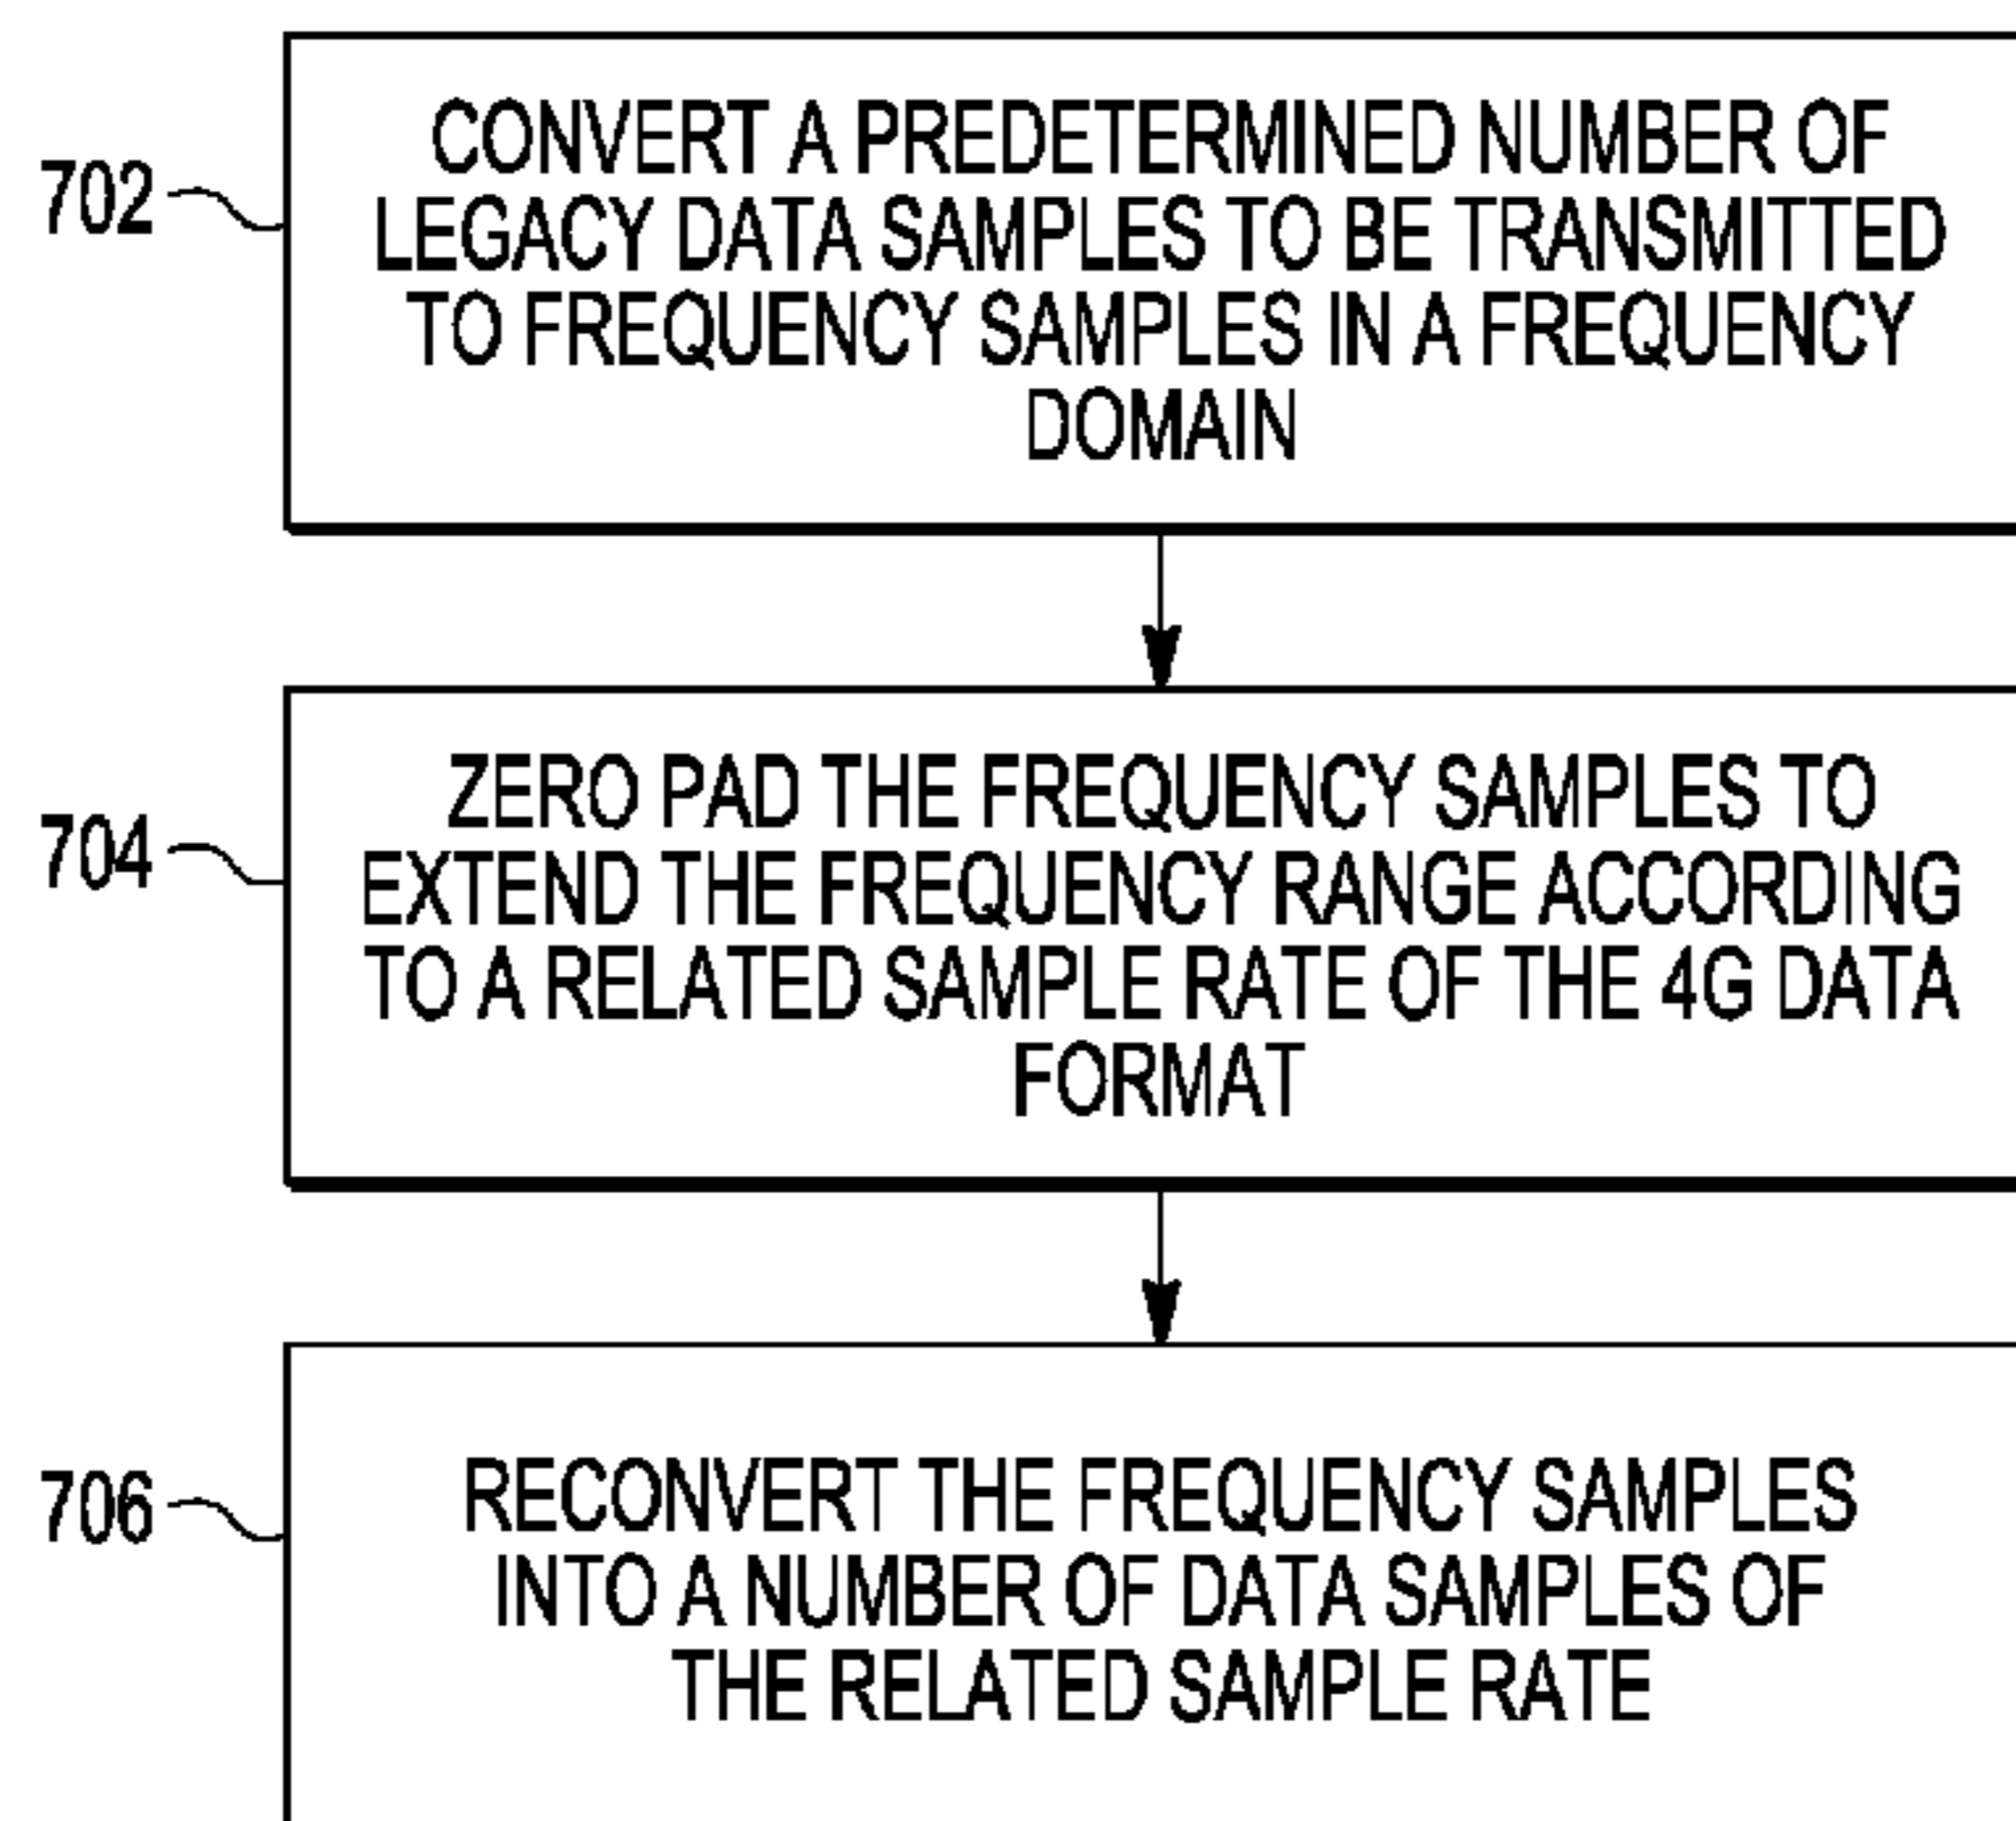 702
CONVERT A PREDETERMINED NUMBER OF
LEGACY DATA SAMPLES TO BE TRANSMITTED
TO FREQUENCY SAMPLES IN A FREQUENCY
DOMAIN
704
ZERO PAD THE FREQUENCY SAMPLES TO
EXTEND THE FREQUENCY RANGE ACCORDING
TO A RELATED SAMPLE RATE OF THE 4G DATA
FORMAT
706
RECONVERT THE FREQUENCY SAMPLES
INTO A NUMBER OF DATA SAMPLES OF
THE RELATED SAMPLE RATE